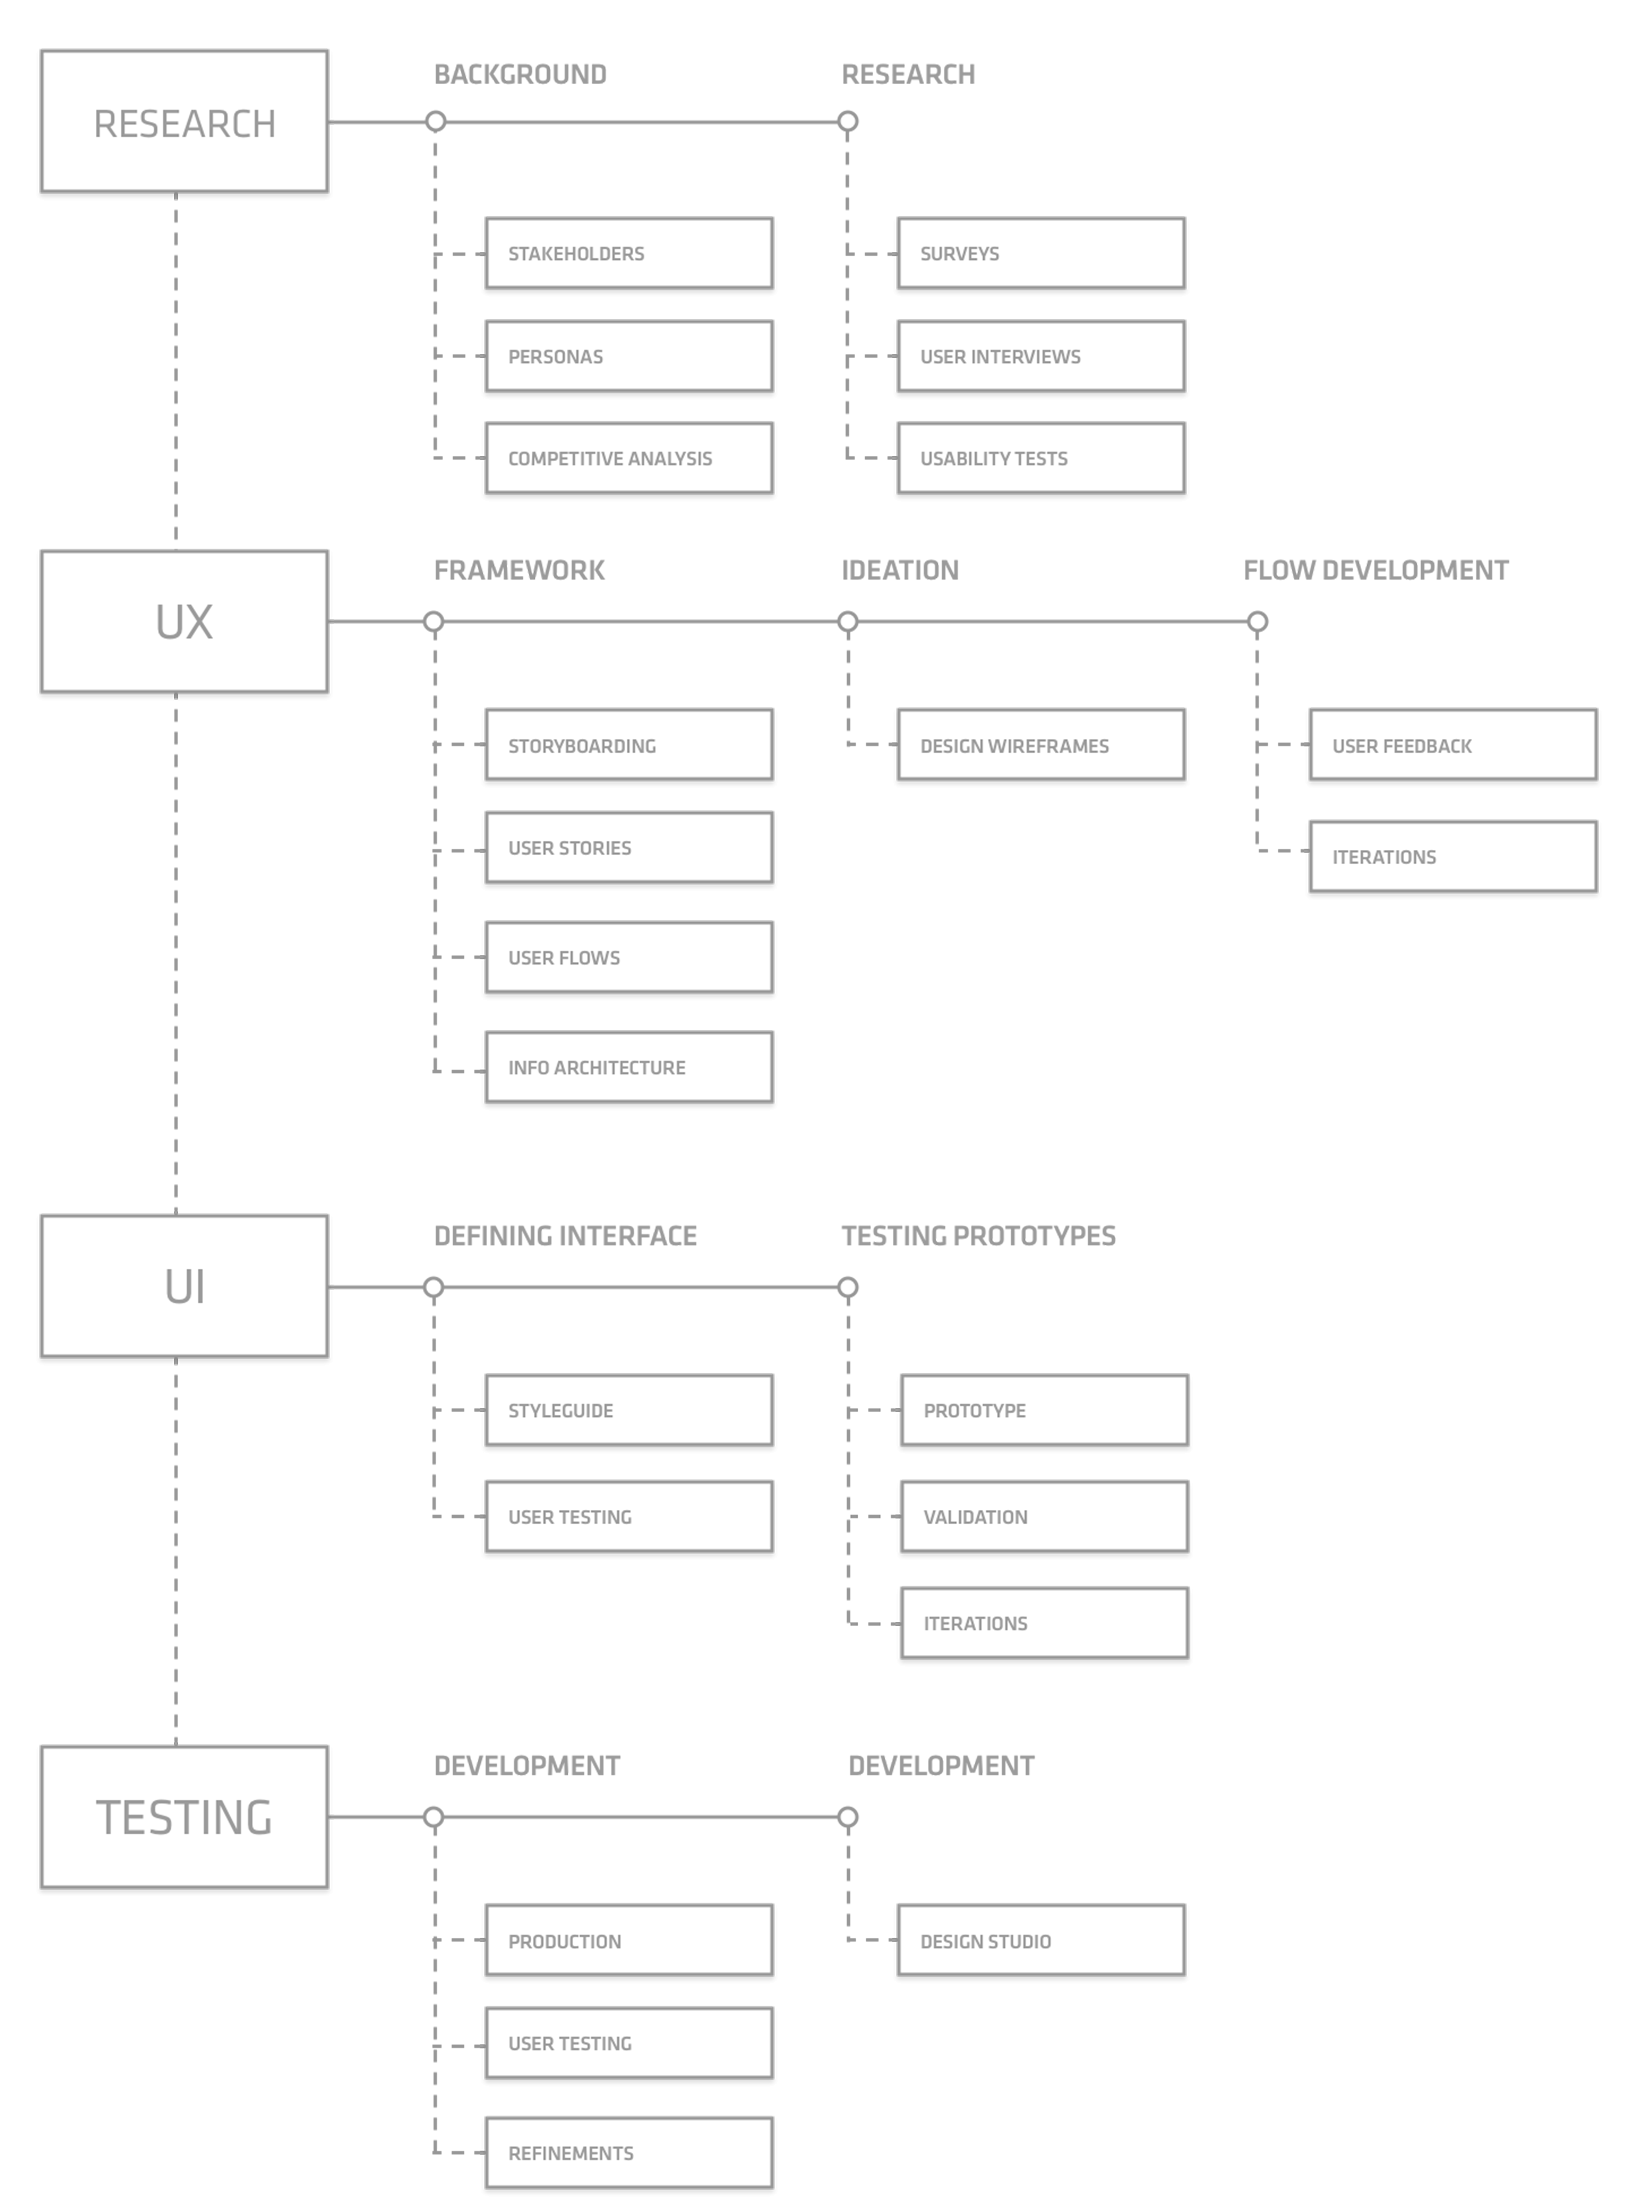 RESEARCH
BACKGROUND
RESEARCH
STAKEHOLDERS
PERSONAS
COMPETITIVE ANALYSIS
SURVEYS
USER INTERVIEWS
USABILITY TESTS
UX
FRAMEWORK
IDEATION
FLOW DEVELOPMENT
STORYBOARDING
USER STORIES
USER FLOWS
INFO ARCHITECTURE
DESIGN WIREFRAMES
USER FEEDBACK
ITERATIONS
UI
DEFINING INTERFACE
TESTING PROTOTYPES
STYLEGUIDE
USER TESTING
PROTOTYPE
VALIDATION
ITERATIONS
TESTING
DEVELOPMENT
DEVELOPMENT
PRODUCTION
USER TESTING
REFINEMENTS
DESIGN STUDIO